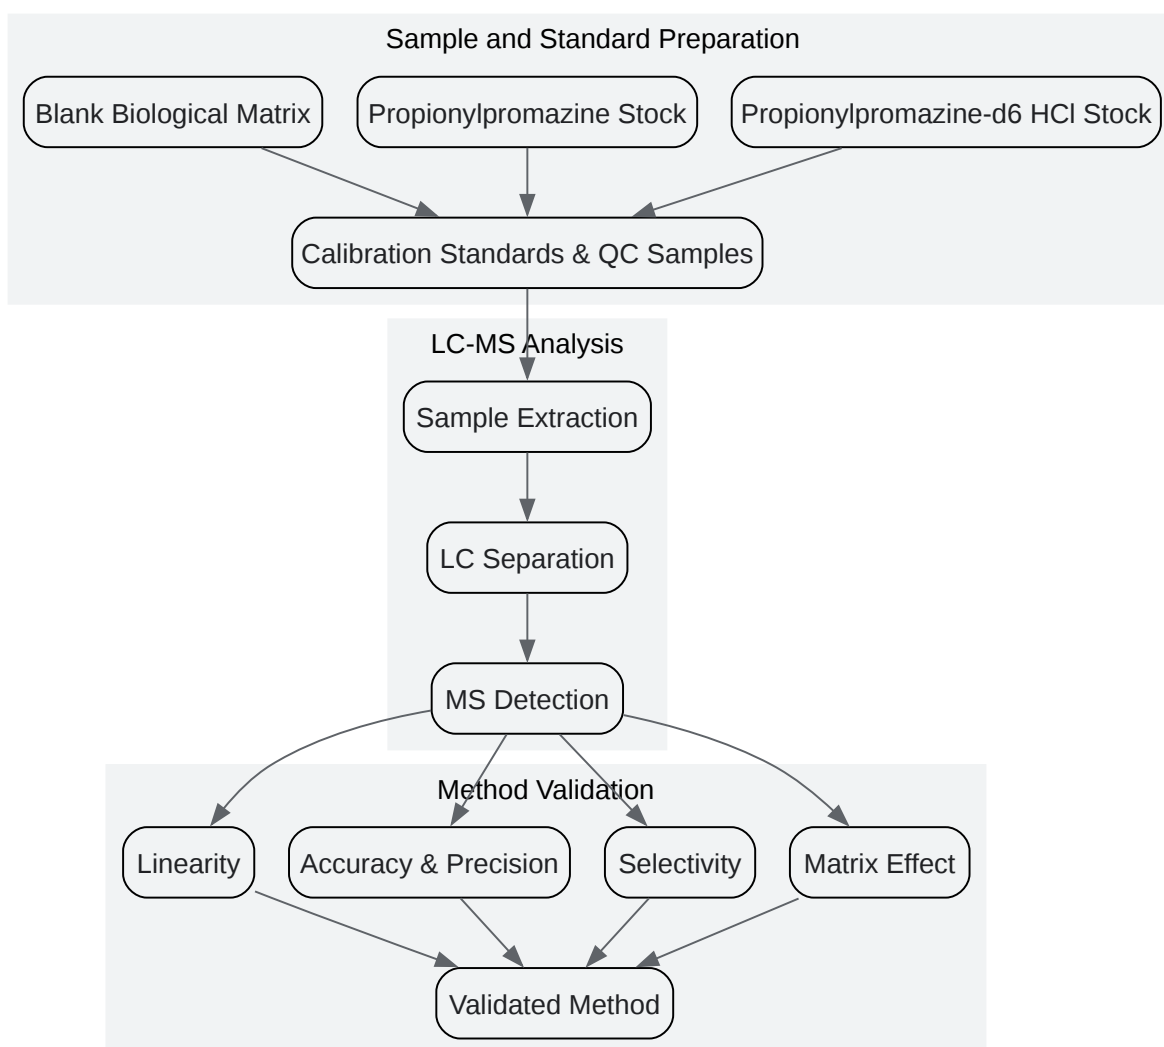 Sample and Standard Preparation
Blank Biological Matrix
Propionylpromazine Stock
Propionylpromazine-d6 HCl Stock
Calibration Standards & QC Samples
LC-MS Analysis
Sample Extraction
LC Separation
MS Detection
Method Validation
Linearity
Accuracy & Precision
Selectivity
Matrix Effect
Validated Method